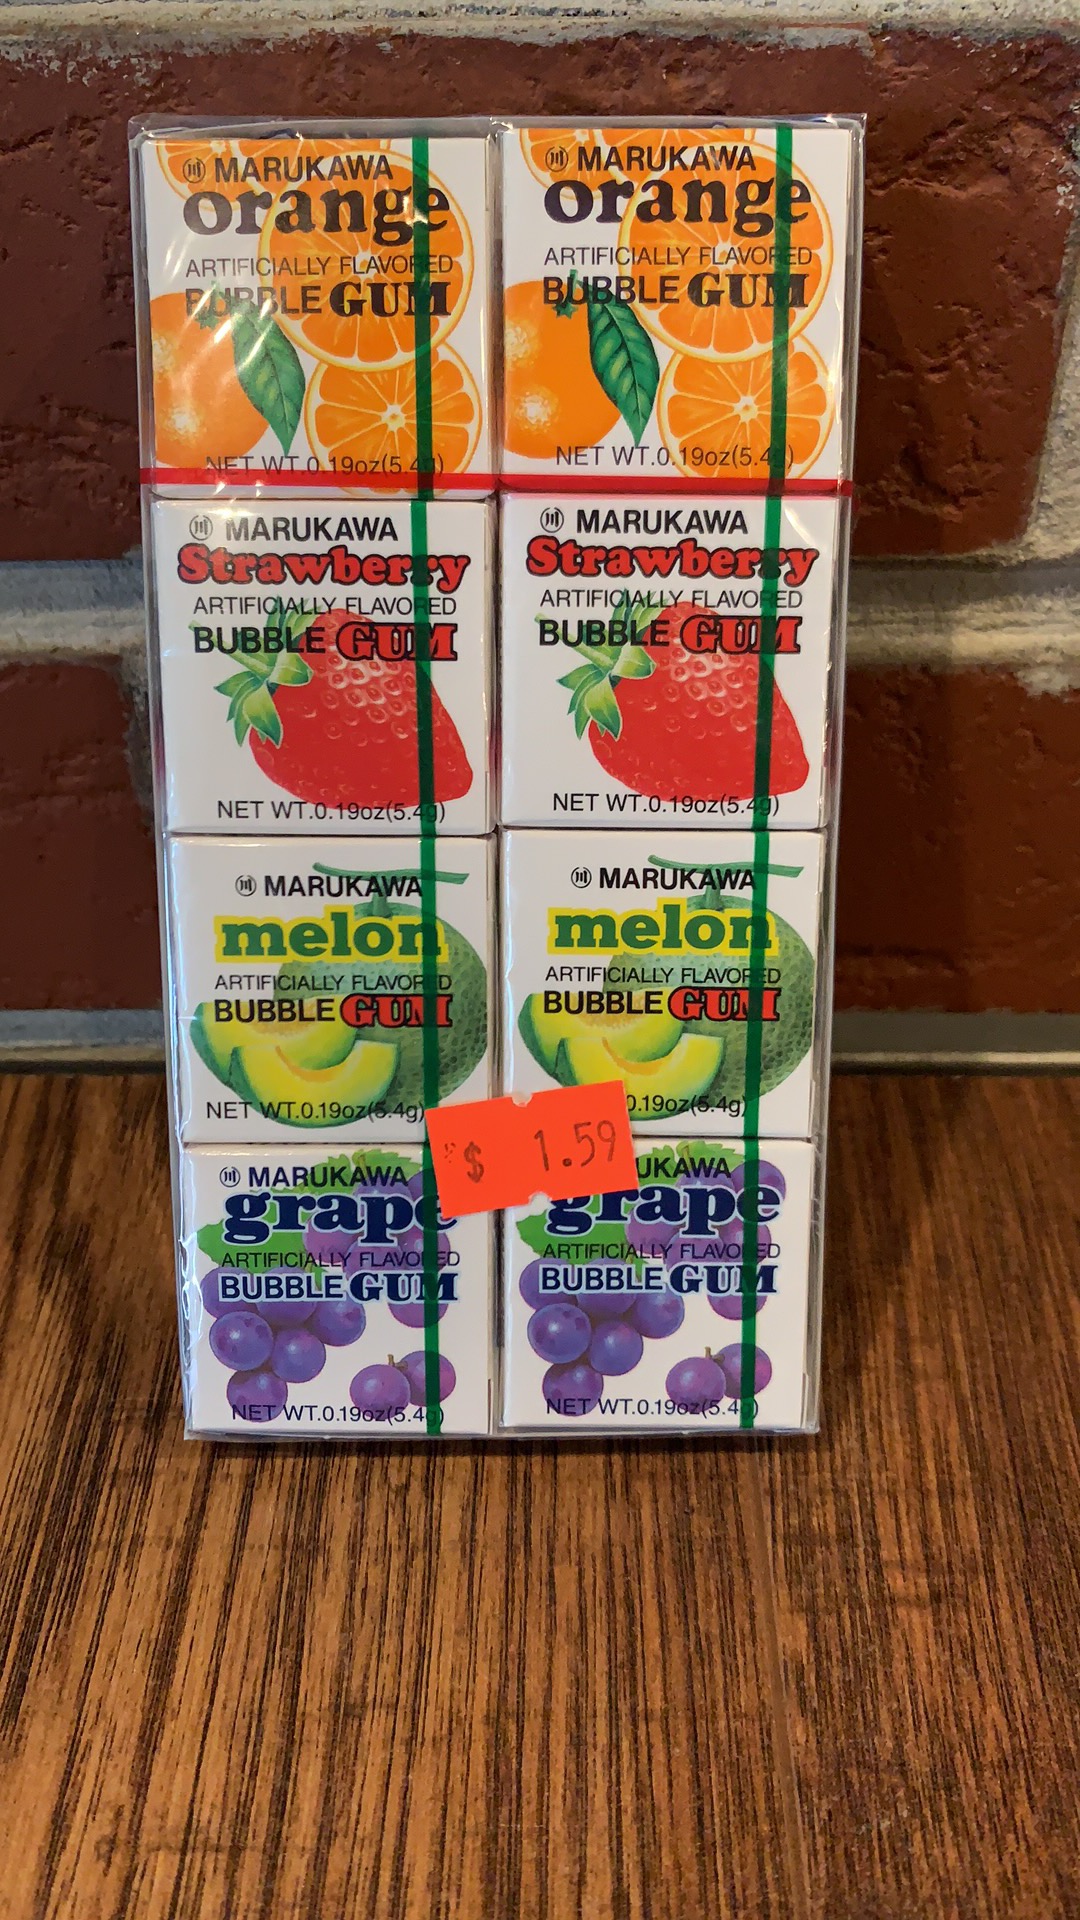 MARUKAWA
orange
ARTIFICIALLY FLAVORED
BUBBLE GUM
NET WT.0.19oz(5.4g)
MARUKAWA
orange
ARTIFICIALLY FLAVORED
BUBBLE GUM
NET WT.0.19oz(5.4g)
MARUKAWA
Strawberry
ARTIFICIALLY FLAVORED
BUBBLE GUM
NET WT.0.19oz(5.4g)
MARUKAWA
Strawberry
ARTIFICIALLY FLAVORED
BUBBLE GUM
NET WT.0.19oz(5.4g)
MARUKAWA
melon
ARTIFICIALLY FLAVORED
BUBBLE GUM
NET WT.0.19oz(5.4g)
MARUKAWA
melon
ARTIFICIALLY FLAVORED
BUBBLE GUM
0.19oz(5.4g)
$ 1.59
MARUKAWA
grape
ARTIFICIALLY FLAVORED
BUBBLE GUM
NET WT.0.19oz(5.4g)
UKAWA
grape
ARTIFICIALLY FLAVORED
BUBBLE GUM
NET WT.0.19oz(5.4g)